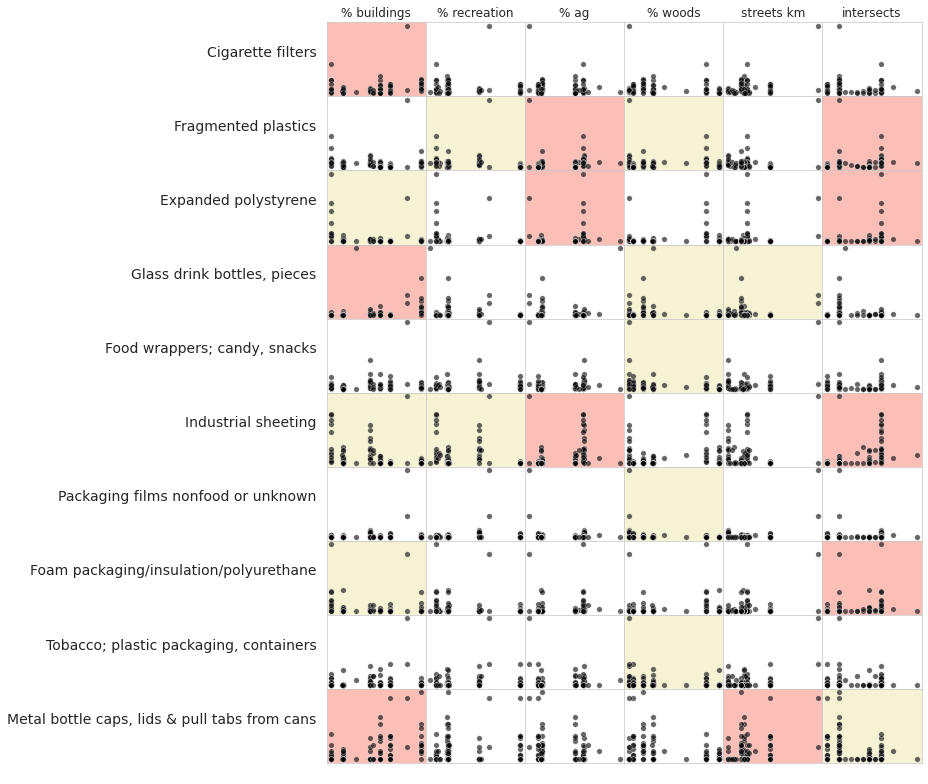 % buildings % recreation % ag % woods streets km intersects
Cigarette filters
Fragmented plastics
Expanded polystyrene
Glass drink bottles, pieces
Food wrappers; candy, snacks
Industrial sheeting
Packaging films nonfood or unknown
Foam packaging/insulation/polyurethane
Tobacco; plastic packaging, containers
Metal bottle caps, lids & pull tabs from cans